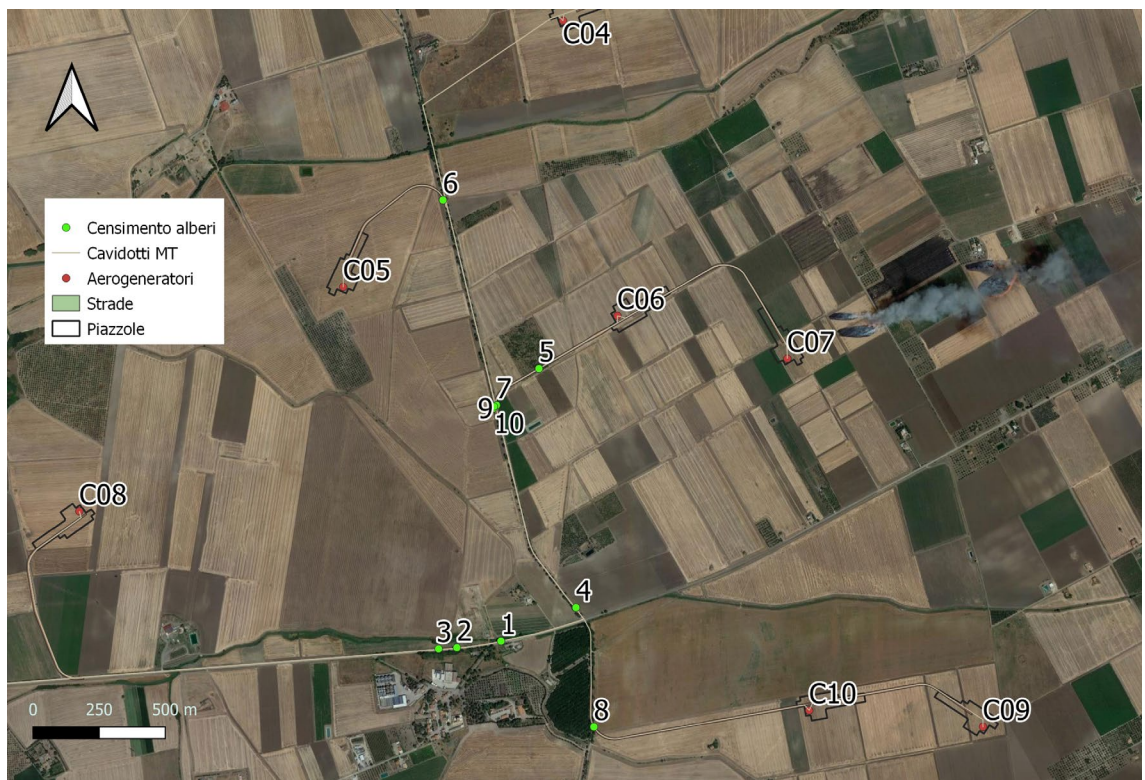 C04
6
Censimento alberi
Cavidotti MT
Aerogeneratori
Strade
Piazzole
C05
C06
C07
5
7
9
10
C08
4
3 2 1
8
C10
C09
0 250 500 m